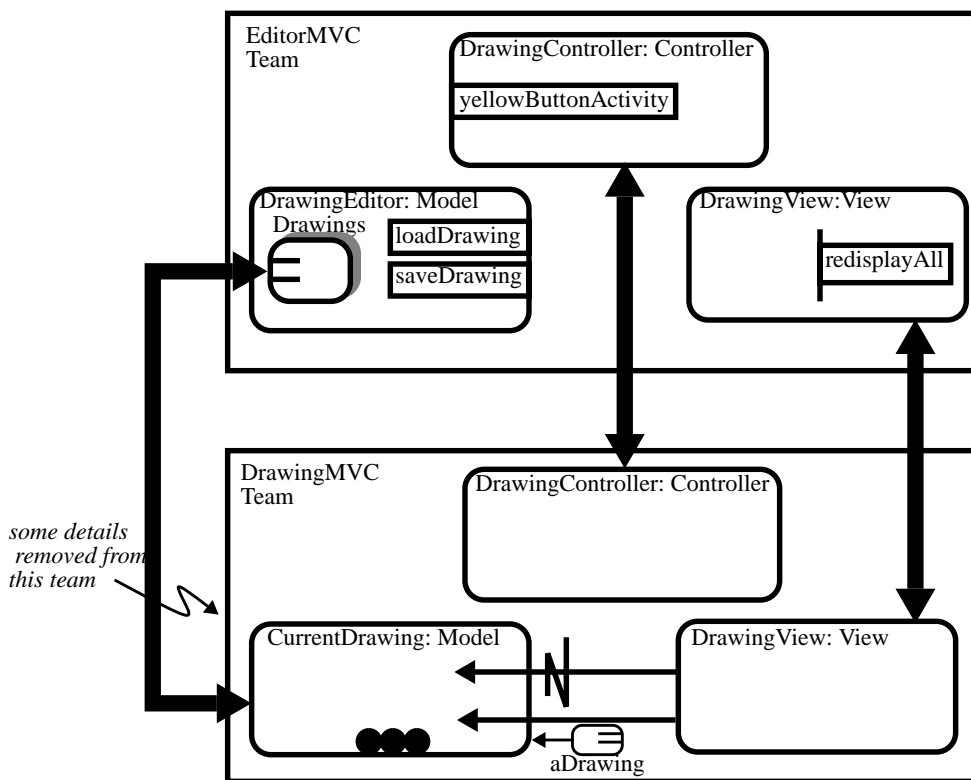 EditorMVC
Team
DrawingController: Controller
yellowButtonActivity
DrawingEditor: Model
Drawings
loadDrawing
saveDrawing
DrawingView:View
redisplayAll
DrawingMVC
Team
DrawingController: Controller
some details
removed from
this team
CurrentDrawing: Model
DrawingView: View
aDrawing